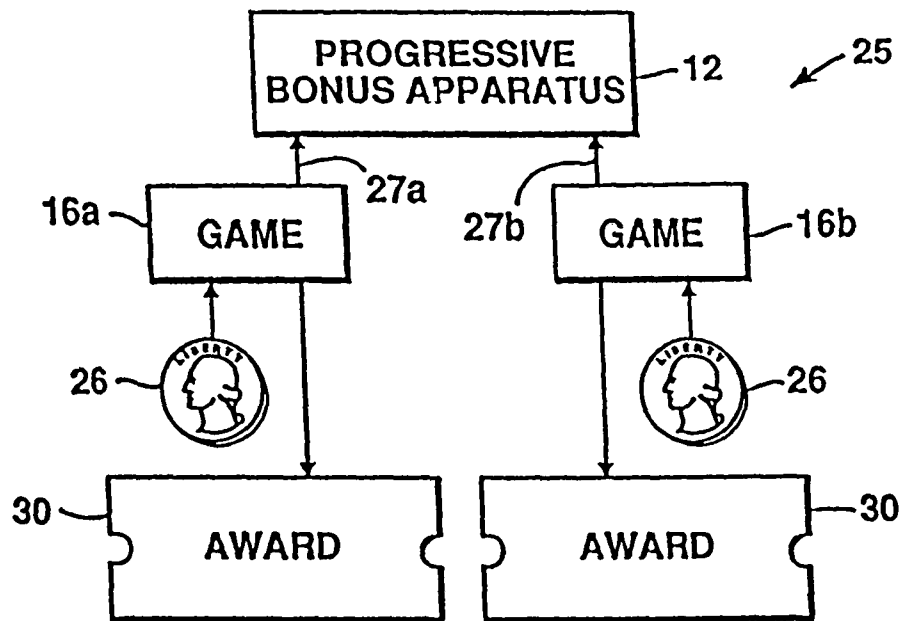 PROGRESSIVE
BONUS APPARATUS
12
25
27a
27b
16a
GAME
GAME
16b
LIBERTY
LIBERTY
26
26
30
AWARD
AWARD
30